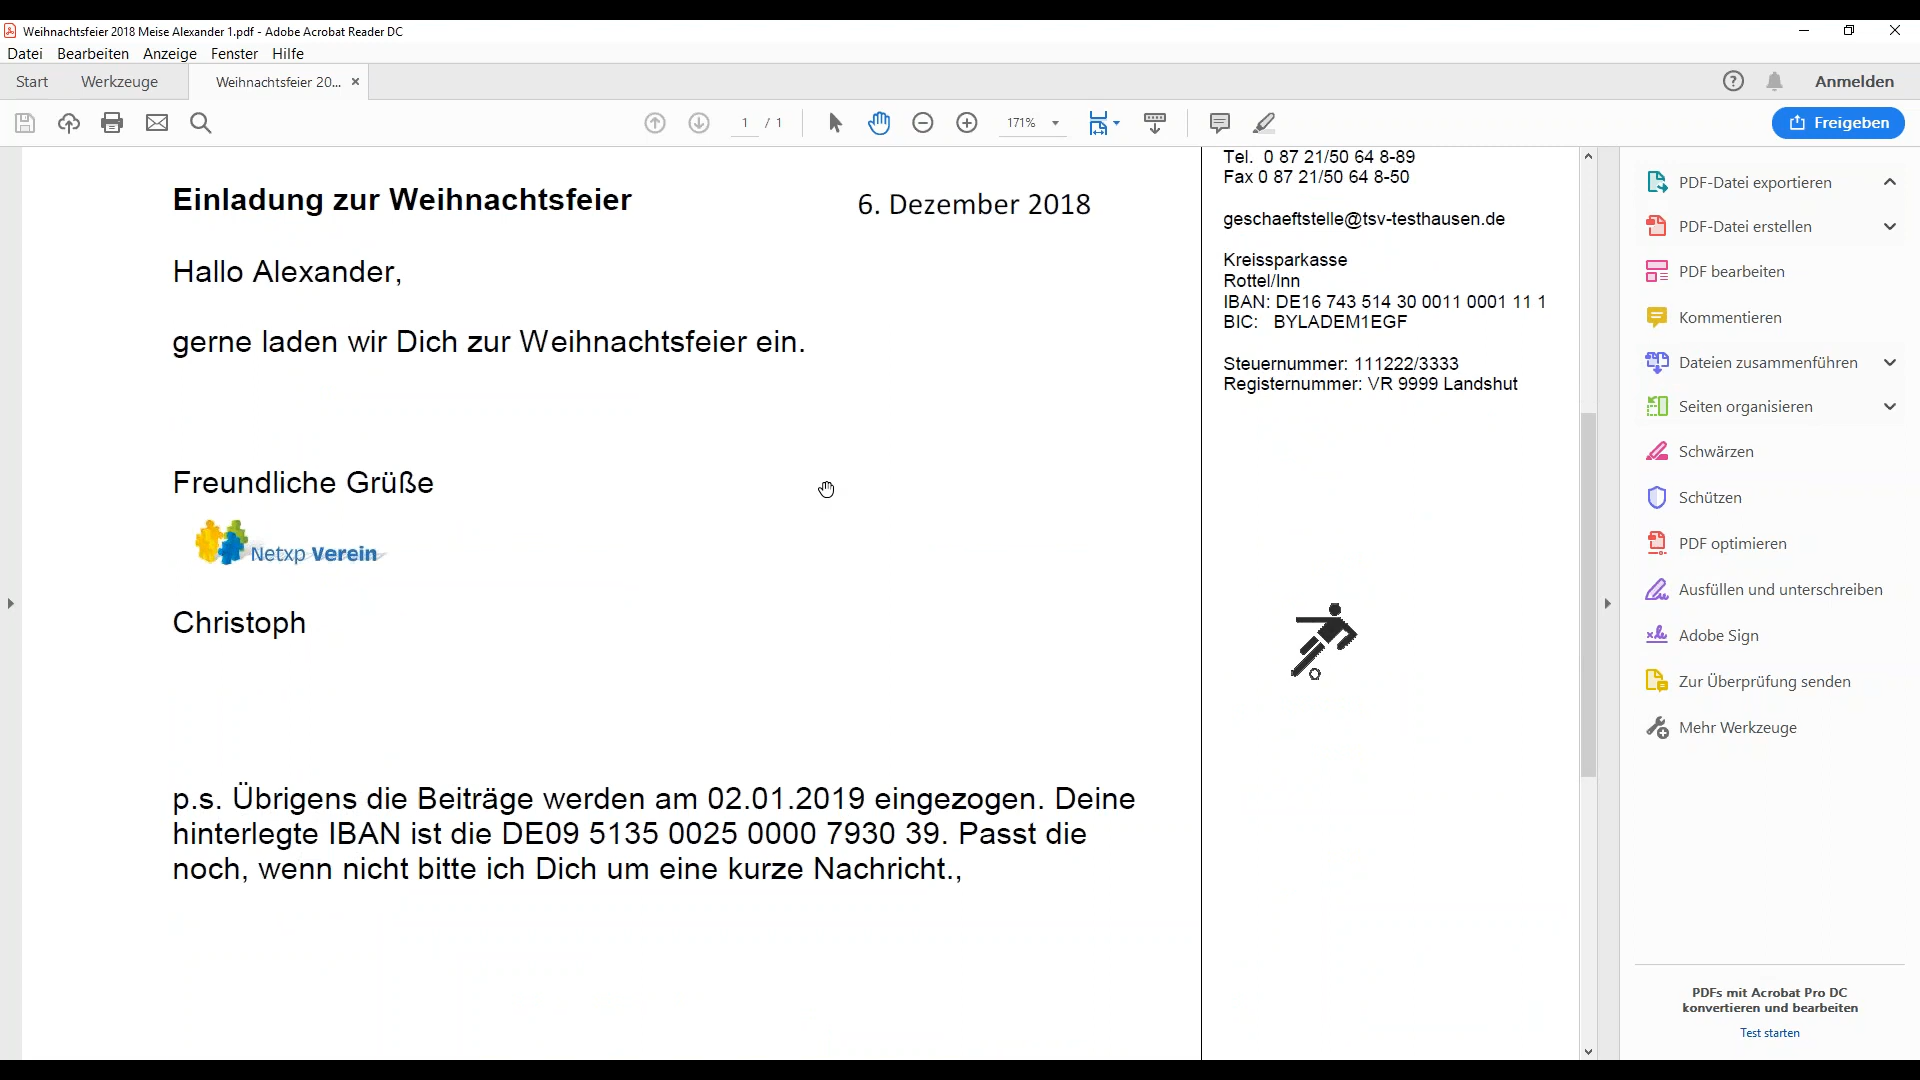 Weihnachtsfeier 2018 Meise Alexander 1.pdf - Adobe Acrobat Reader DC
Datei Bearbeiten Anzeige Fenster Hilfe
Start Werkzeuge Weihnachtsfeier 20... × Anmelden
1 / 1 171% Freigeben
Einladung zur Weihnachtsfeier 6. Dezember 2018
Hallo Alexander,
gerne laden wir Dich zur Weihnachtsfeier ein.
Freundliche Grüße
Netxp Verein
Christoph
p.s. Übrigens die Beiträge werden am 02.01.2019 eingezogen. Deine
hinterlegte IBAN ist die DE09 5135 0025 0000 7930 39. Passt die
noch, wenn nicht bitte ich Dich um eine kurze Nachricht.,
Tel. 0 87 21/50 64 8-89
Fax 0 87 21/50 64 8-50
geschaeftstelle@tsv-testhausen.de
Kreissparkasse
Rottel/Inn
IBAN: DE16 743 514 30 0011 0001 11 1
BIC: BYLADEM1EGF
Steuernummer: 111222/3333
Registernummer: VR 9999 Landshut
PDF-Datei exportieren
PDF-Datei erstellen
PDF bearbeiten
Kommentieren
Dateien zusammenführen
Seiten organisieren
Schwärzen
Schützen
PDF optimieren
Ausfüllen und unterschreiben
Adobe Sign
Zur Überprüfung senden
Mehr Werkzeuge
PDFs mit Acrobat Pro DC
konvertieren und bearbeiten
Test starten